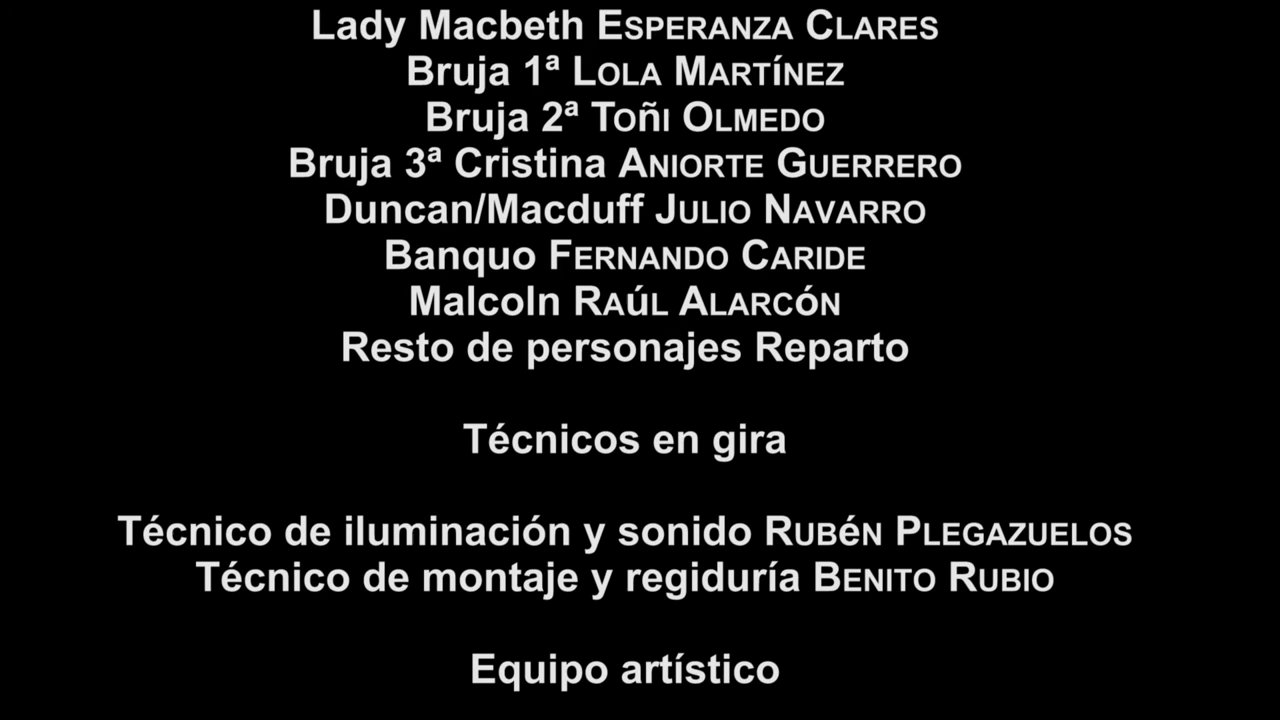 Lady Macbeth ESPERANZA CLARES
Bruja 1ª LOLA MARTíNEZ
Bruja 2ª TOñI OLMEDO
Bruja 3ª Cristina ANIORTE GUERRERO
Duncan/Macduff JULIO NAVARRO
Banquo FERNANDO CARIDE
Malcoln RAúL ALARCóN
Resto de personajes Reparto
Técnicos en gira
Técnico de iluminación y sonido RUBéN PLEGAZUELOS
Técnico de montaje y regiduría BENITO RUBIO
Equipo artístico